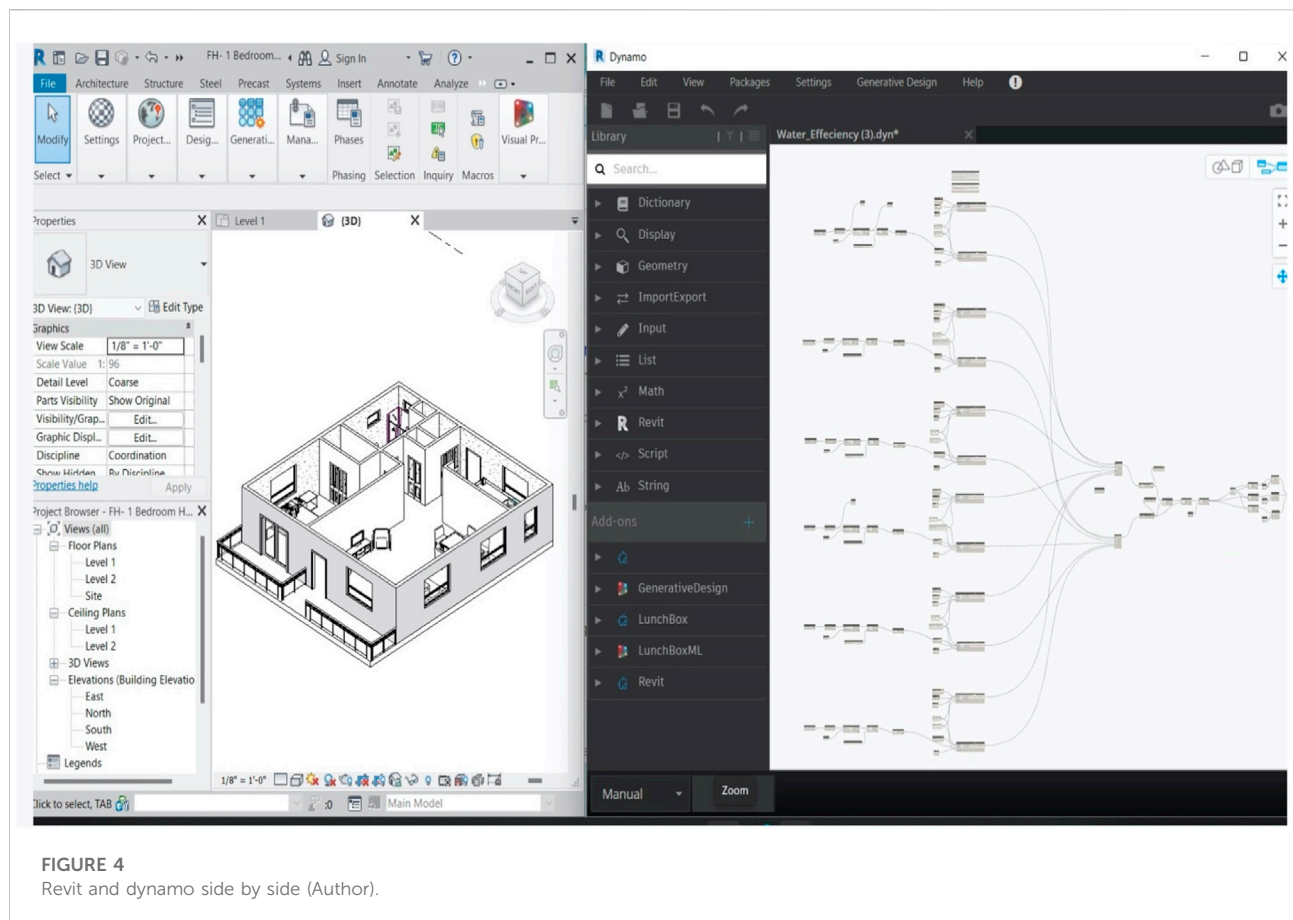 R FH- 1 Bedroom... Sign In
File Architecture Structure Steel Precast Systems Insert Annotate Analyze
Modify Settings Project... Desig... Generati... Mana... Phases Visual Pr...
Select Phasing Selection Inquiry Macros
Properties X
Level 1
{3D} X
3D View
3D View: {3D} Edit Type
Graphics
View Scale 1/8" = 1'-0"
Scale Value 1: 96
Detail Level Coarse
Parts Visibility Show Original
Visibility/Grap... Edit...
Graphic Displ... Edit...
Discipline Coordination
Show Hidden By Discipline
Properties help Apply
Project Browser - FH- 1 Bedroom H... X
Views (all)
Floor Plans
Level 1
Level 2
Site
Ceiling Plans
Level 1
Level 2
3D Views
Elevations (Building Elevatio
East
North
South
West
Legends
1/8" = 1'-0"
Click to select, TAB :0 Main Model
R Dynamo
File Edit View Packages Settings Generative Design Help
Library
Water_Effeciency (3).dyn*
Search...
Dictionary
Display
Geometry
ImportExport
Input
List
x² Math
R Revit
</> Script
Ab String
Add-ons +
GenerativeDesign
LunchBox
LunchBoxML
Revit
Manual Zoom
FIGURE 4
Revit and dynamo side by side (Author).